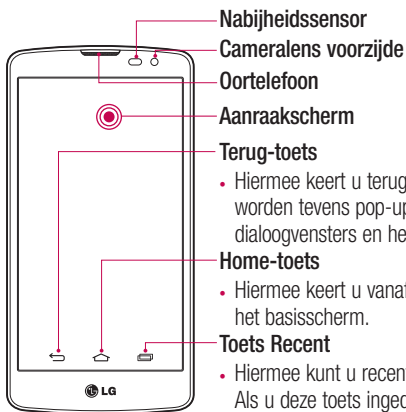 Nabijheidssensor
Cameralens voorzijde
Oortelefoon
Aanraakscherm
Terug-toets
• Hiermee keert u terug
worden tevens pop-up
dialoogvensters en he
Home-toets
• Hiermee keert u vanaf
het basisscherm.
Toets Recent
• Hiermee kunt u recen
Als u deze toets inged
LG